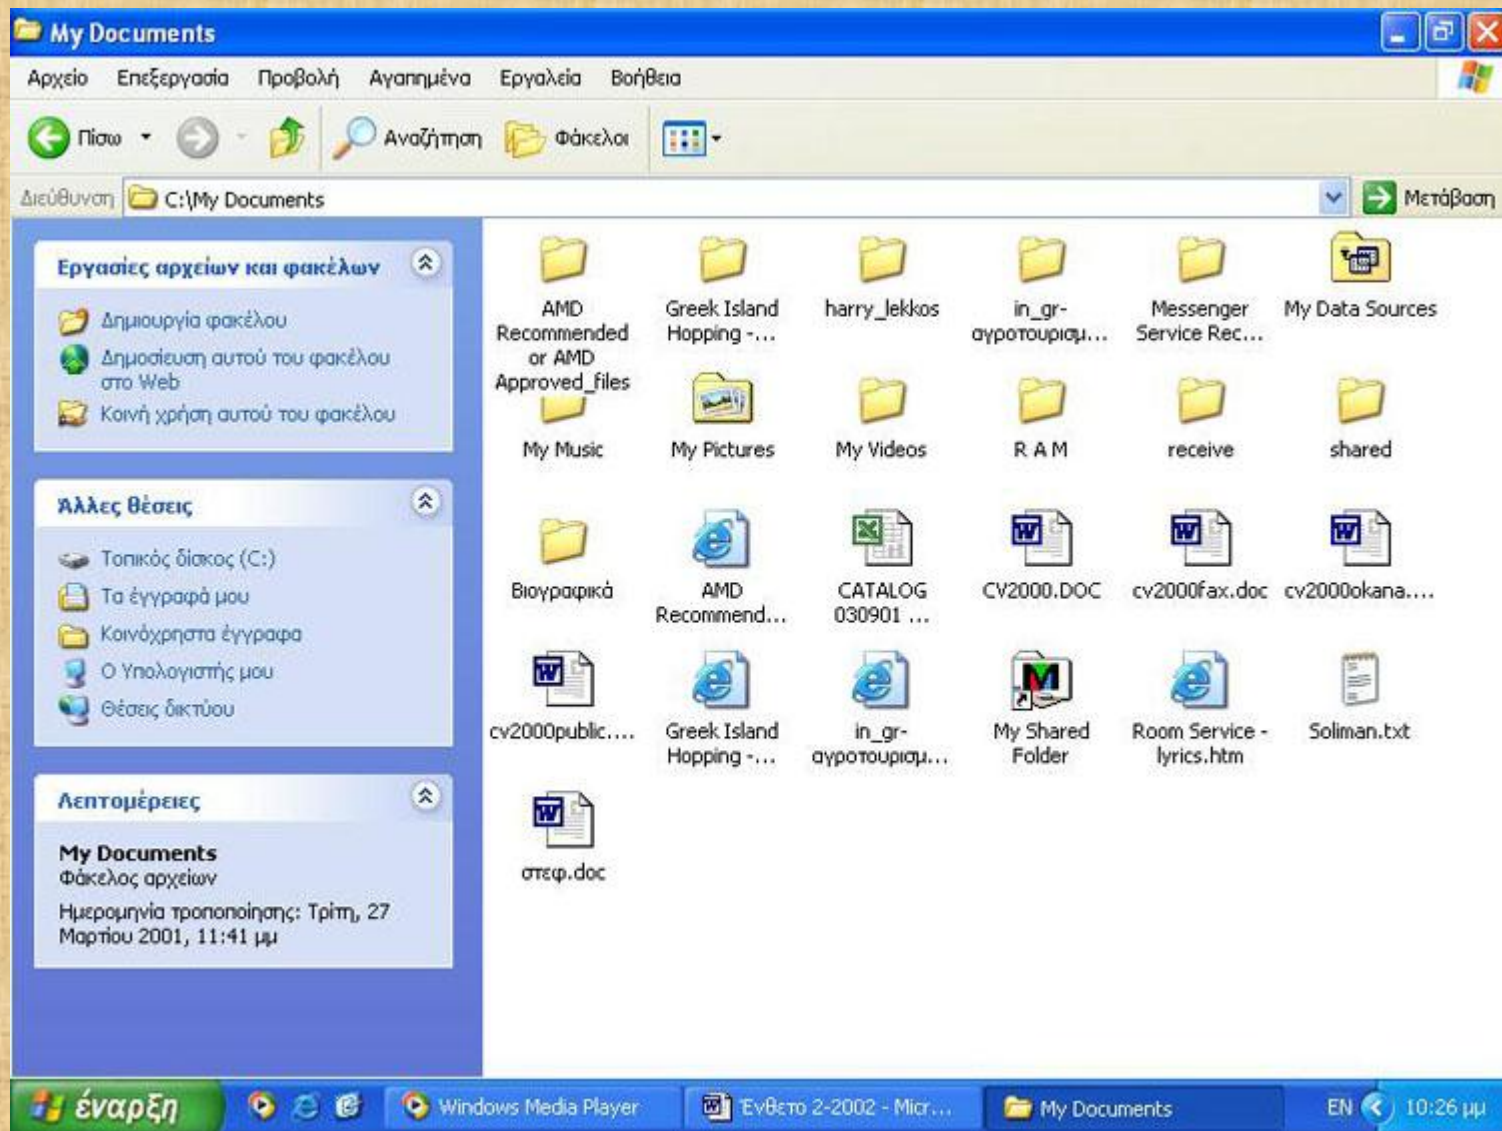 My Documents
Αρχείο Επεξεργασία Προβολή Αγαπημένα Εργαλεία Βοήθεια
Πίσω Αναζήτηση Φάκελοι
Διεύθυνση C:\My Documents Μετάβαση
Εργασίες αρχείων και φακέλων
Δημιουργία φακέλου
Δημοσίευση αυτού του φακέλου
στο Web
Κοινή χρήση αυτού του φακέλου
Άλλες θέσεις
Τοπικός δίσκος (C:)
Τα έγγραφά μου
Κοινόχρηστα έγγραφα
Ο Υπολογιστής μου
Θέσεις δικτύου
Λεπτομέρειες
My Documents
Φάκελος αρχείων
Ημερομηνία τροποποίησης: Τρίτη, 27
Μαρτίου 2001, 11:41 μμ
AMD
Recommended
or AMD
Approved_files
Greek Island
Hopping -...
harry_lekkos
in_gr-
αγροτουρισμ...
Messenger
Service Rec...
My Data Sources
My Music
My Pictures
My Videos
R A M
receive
shared
Βιογραφικά
AMD
Recommend...
CATALOG
030901 ...
CV2000.DOC
cv2000fax.doc
cv2000okana....
cv2000public....
Greek Island
Hopping -...
in_gr-
αγροτουρισμ...
My Shared
Folder
Room Service -
lyrics.htm
Soliman.txt
στεφ.doc
έναρξη Windows Media Player Ένθετο 2-2002 - Micr... My Documents EN 10:26 μμ